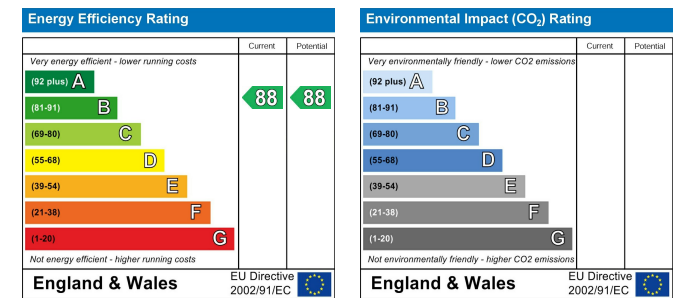 Energy Efficiency Rating
Current Potential
Very energy efficient - lower running costs
(92 plus) A
(81-91) B
88 88
(69-80) C
(55-68) D
(39-54) E
(21-38) F
(1-20) G
Not energy efficient - higher running costs
England & Wales
EU Directive
2002/91/EC
Environmental Impact (CO₂) Rating
Current Potential
Very environmentally friendly - lower CO2 emissions
(92 plus) A
(81-91) B
(69-80) C
(55-68) D
(39-54) E
(21-38) F
(1-20) G
Not environmentally friendly - higher CO2 emissions
England & Wales
EU Directive
2002/91/EC